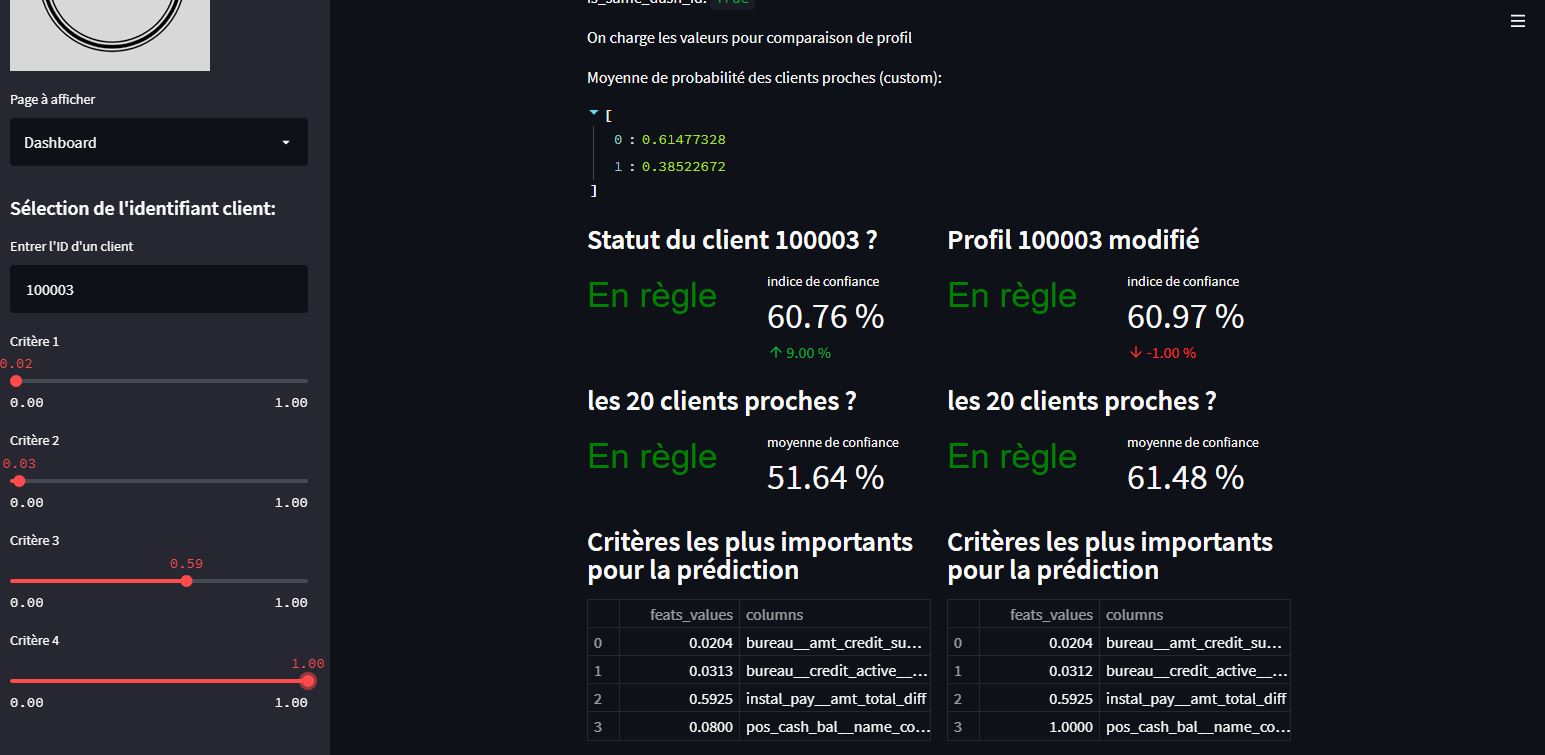 Page à afficher
Dashboard
Sélection de l'identifiant client:
Entrer l'ID d'un client
100003
Critère 1
0.02
0.00 1.00
Critère 2
0.03
0.00 1.00
Critère 3
0.59
0.00 1.00
Critère 4
1.00
0.00 1.00
is_same_dash_id: True
On charge les valeurs pour comparaison de profil
Moyenne de probabilité des clients proches (custom):
[
0 : 0.61477328
1 : 0.38522672
]
Statut du client 100003 ?
En règle
indice de confiance
60.76 %
↑ 9.00 %
Profil 100003 modifié
En règle
indice de confiance
60.97 %
↓ -1.00 %
les 20 clients proches ?
En règle
moyenne de confiance
51.64 %
les 20 clients proches ?
En règle
moyenne de confiance
61.48 %
Critères les plus importants
pour la prédiction
feats_values columns
0 0.0204 bureau__amt_credit_su...
1 0.0313 bureau__credit_active__...
2 0.5925 instal_pay__amt_total_diff
3 0.0800 pos_cash_bal__name_co...
Critères les plus importants
pour la prédiction
feats_values columns
0 0.0204 bureau__amt_credit_su...
1 0.0312 bureau__credit_active__...
2 0.5925 instal_pay__amt_total_diff
3 1.0000 pos_cash_bal__name_co...